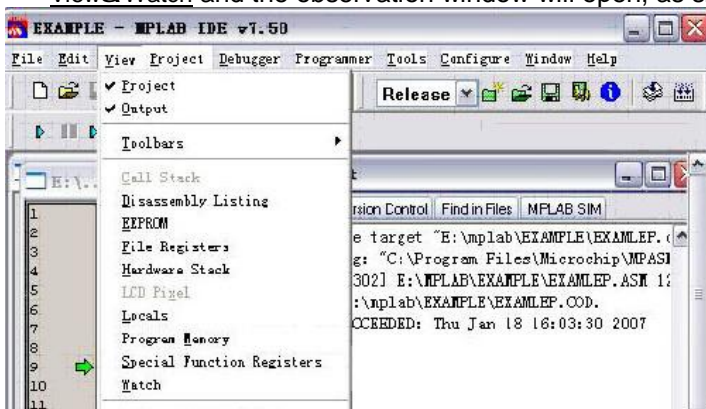 View&Watch and the observation window will open, as
EXAMPLE - MPLAB IDE v7.50
File Edit View Project Debugger Programmer Tools Configure Window Help
Project
Release
Output
Toolbars
Call Stack
E:\..
Disassembly Listing
rsion Control Find in Files MPLAB SIM
EEPROM
e target "E:\mplab\EXAMPLE\EXAMLEP.
File Registers
g: "C:\Program Files\Microchip\MPAS
Hardware Stack
302] E:\MPLAB\EXAMPLE\EXAMLEP.ASM 12
LCD Pixel
:\mplab\EXAMPLE\EXAMLEP.COD.
Locals
CCEEDED: Thu Jan 18 16:03:30 2007
Program Memory
Special Function Registers
Watch
1
2
3
4
5
6
7
8
9
10
11